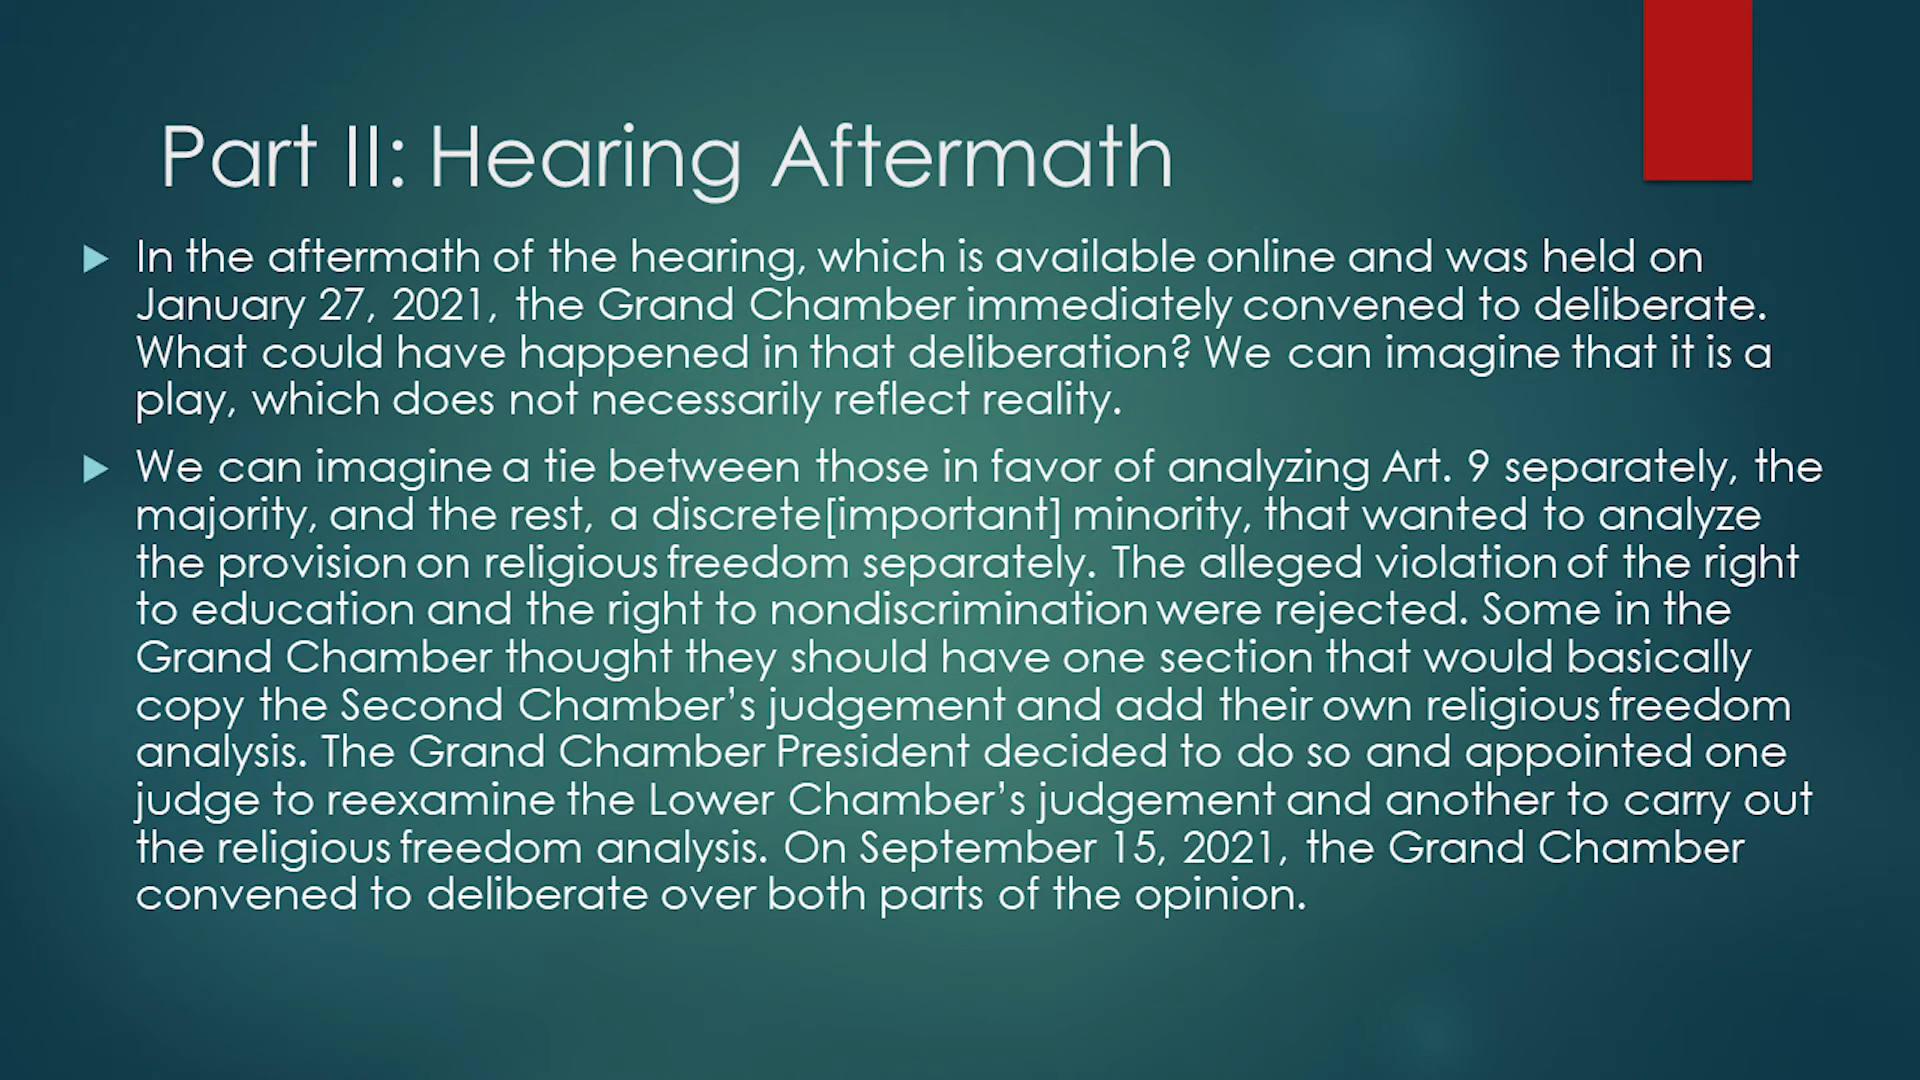 Part II: Hearing Aftermath
In the aftermath of the hearing, which is available online and was held on
January 27, 2021, the Grand Chamber immediately convened to deliberate.
What could have happened in that deliberation? We can imagine that it is a
play, which does not necessarily reflect reality.
We can imagine a tie between those in favor of analyzing Art. 9 separately, the
majority, and the rest, a discrete[important] minority, that wanted to analyze
the provision on religious freedom separately. The alleged violation of the right
to education and the right to nondiscrimination were rejected. Some in the
Grand Chamber thought they should have one section that would basically
copy the Second Chamber’s judgement and add their own religious freedom
analysis. The Grand Chamber President decided to do so and appointed one
judge to reexamine the Lower Chamber’s judgement and another to carry out
the religious freedom analysis. On September 15, 2021, the Grand Chamber
convened to deliberate over both parts of the opinion.